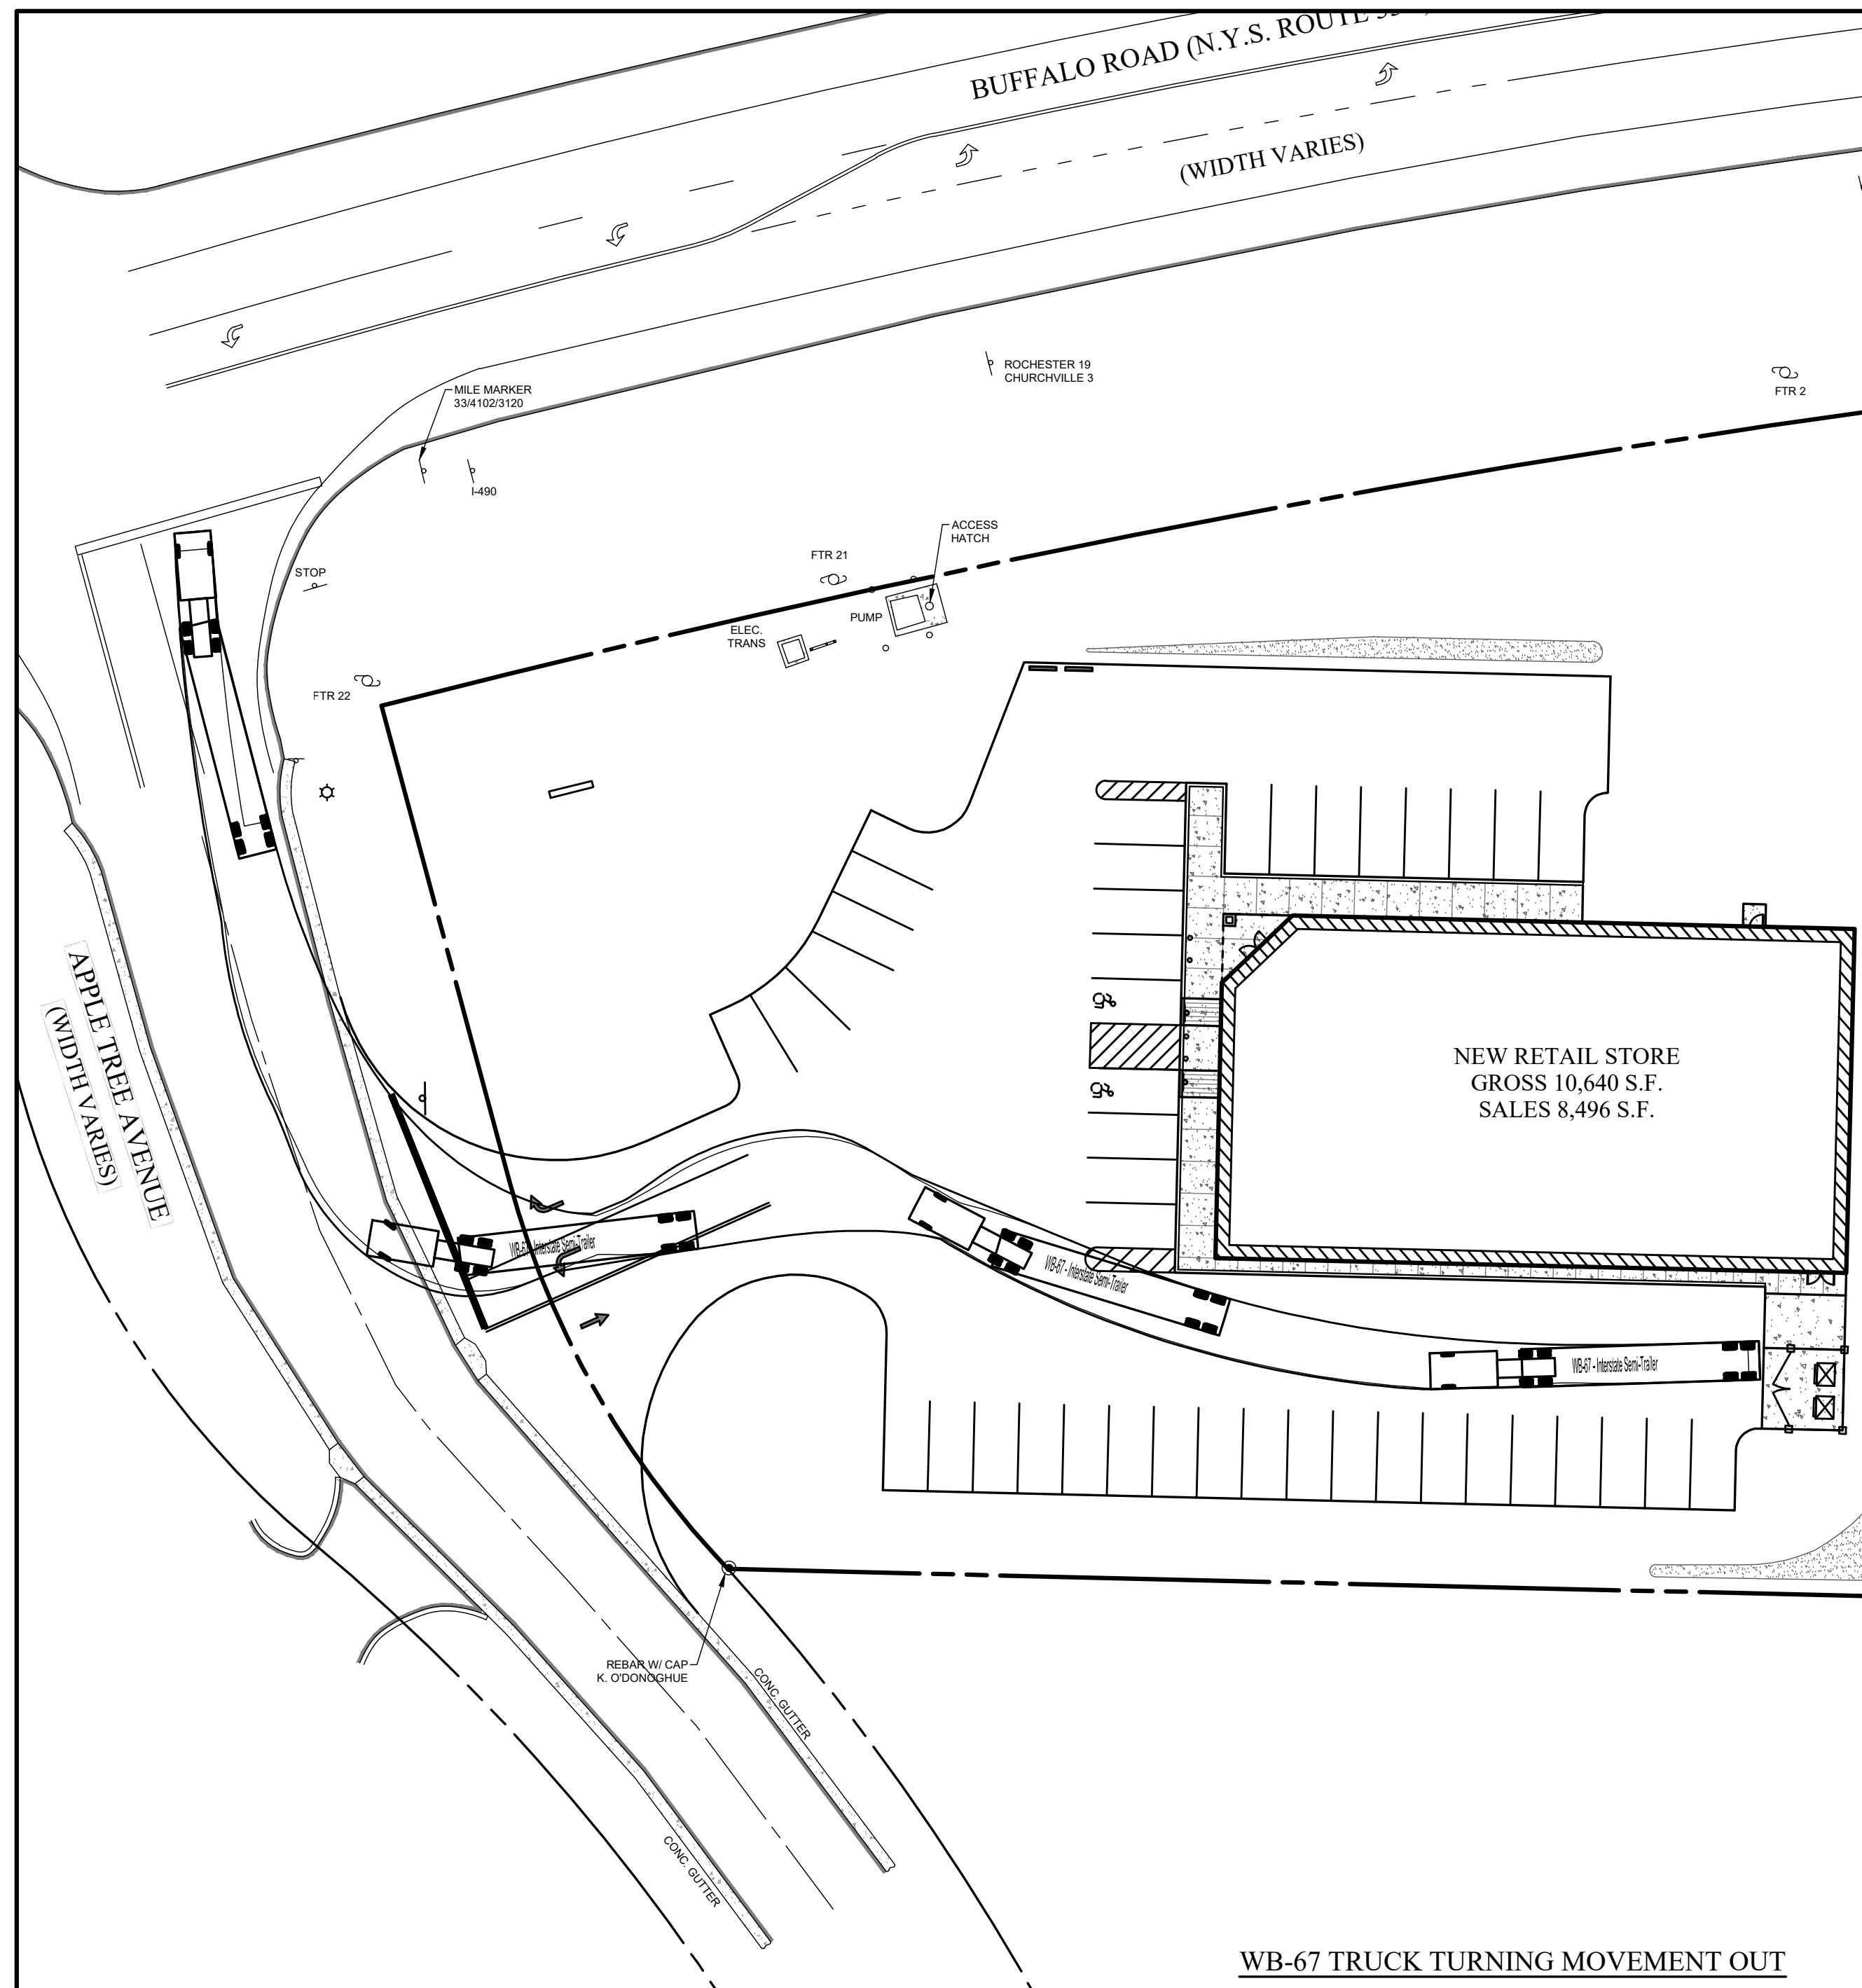 BUFFALO ROAD (N.Y.S. ROUTE
(WIDTH VARIES)
ROCHESTER 19
CHURCHVILLE 3
FTR 2
MILE MARKER
33/4102/3120
I-490
ACCESS
HATCH
FTR 21
STOP
PUMP
ELEC.
TRANS
FTR 22
APPLE TREE AVENUE
(WIDTH VARIES)
NEW RETAIL STORE
GROSS 10,640 S.F.
SALES 8,496 S.F.
WB-67 - Interstate Semi-Trailer
WB-67 - Interstate Semi-Trailer
WB-67 - Interstate Semi-Trailer
REBAR W/ CAP
K. O'DONOGHUE
CONC. GUTTER
CONC. GUTTER
WB-67 TRUCK TURNING MOVEMENT OUT